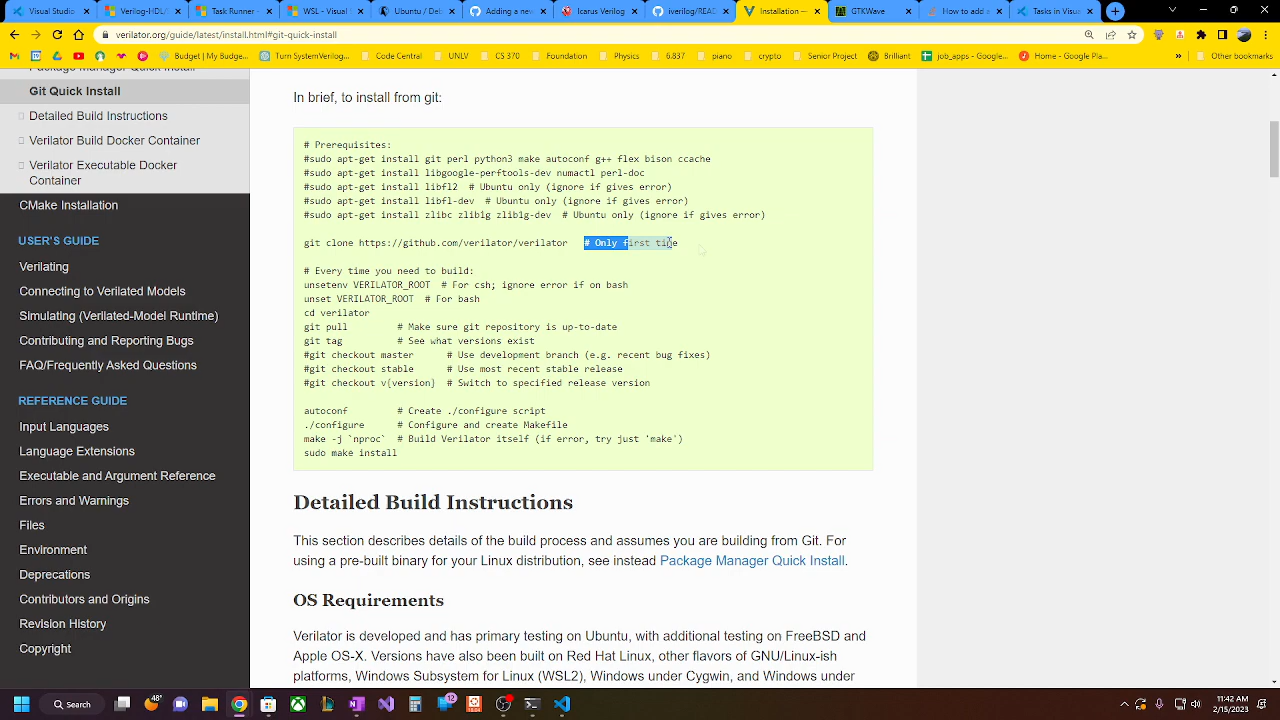 Visual Studio
Verilog-HDL/
Task Runner -
WSL - Visual
Ubuntu / Deb
Adding a new
Icarus Verilog
iverilog/REAC
Installation —
GTKWave
How to add a
Tasks in Visua
verilator.org/guide/latest/install.html#git-quick-install
Gmail
Budget | My Budge...
Turn SystemVerilog...
Code Central
UNLV
CS 370
Foundation
Physics
6.837
piano
crypto
Senior Project
Brilliant
job_apps - Google...
Home - Google Pla...
»
Other bookmarks
Package Manager Quick Install
Git Quick Install
Detailed Build Instructions
Verilator Build Docker Container
Verilator Executable Docker
Container
CMake Installation
USER'S GUIDE
Verilating
Connecting to Verilated Models
Simulating (Verilated-Model Runtime)
Contributing and Reporting Bugs
FAQ/Frequently Asked Questions
REFERENCE GUIDE
Input Languages
Language Extensions
Executable and Argument Reference
Errors and Warnings
Files
Environment
Deprecations
Contributors and Origins
Revision History
Copyright
In brief, to install from git:
# Prerequisites:
#sudo apt-get install git perl python3 make autoconf g++ flex bison ccache
#sudo apt-get install libgoogle-perftools-dev numactl perl-doc
#sudo apt-get install libfl2  # Ubuntu only (ignore if gives error)
#sudo apt-get install libfl-dev  # Ubuntu only (ignore if gives error)
#sudo apt-get install zlibc zlib1g zlib1g-dev  # Ubuntu only (ignore if gives error)
git clone https://github.com/verilator/verilator   # Only first time
# Every time you need to build:
unsetenv VERILATOR_ROOT  # For csh; ignore error if on bash
unset VERILATOR_ROOT  # For bash
cd verilator
git pull         # Make sure git repository is up-to-date
git tag          # See what versions exist
#git checkout master      # Use development branch (e.g. recent bug fixes)
#git checkout stable      # Use most recent stable release
#git checkout v{version}  # Switch to specified release version
autoconf         # Create ./configure script
./configure      # Configure and create Makefile
make -j `nproc`  # Build Verilator itself (if error, try just 'make')
sudo make install
Detailed Build Instructions
This section describes details of the build process and assumes you are building from Git. For
using a pre-built binary for your Linux distribution, see instead Package Manager Quick Install.
OS Requirements
Verilator is developed and has primary testing on Ubuntu, with additional testing on FreeBSD and
Apple OS-X. Versions have also been built on Red Hat Linux, other flavors of GNU/Linux-ish
platforms, Windows Subsystem for Linux (WSL2), Windows under Cygwin, and Windows under
Search
48°
12
11:42 AM
2/15/2023